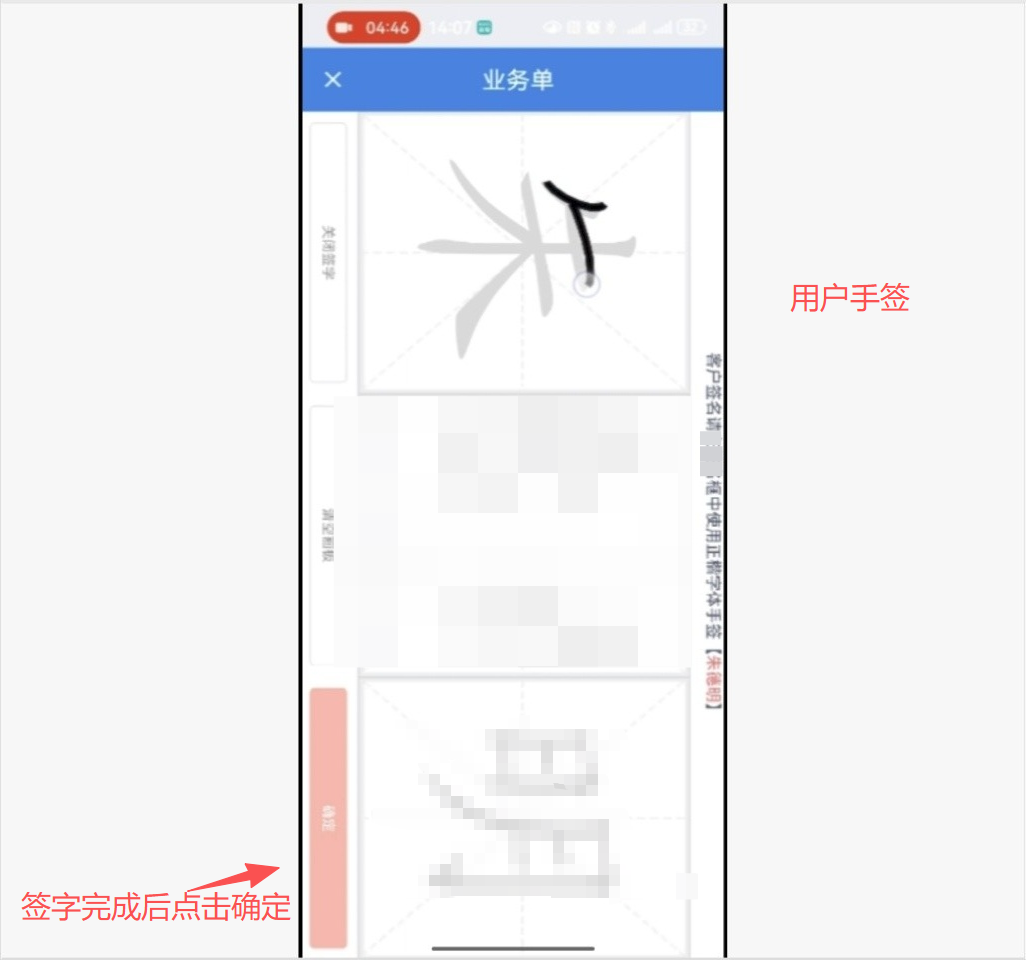 04:46 14:07
业务单
朱
关闭签字
用户手签
客户签名请
框中使用正楷字体手签【朱德明】
清空画板
明
确定
签字完成后点击确定